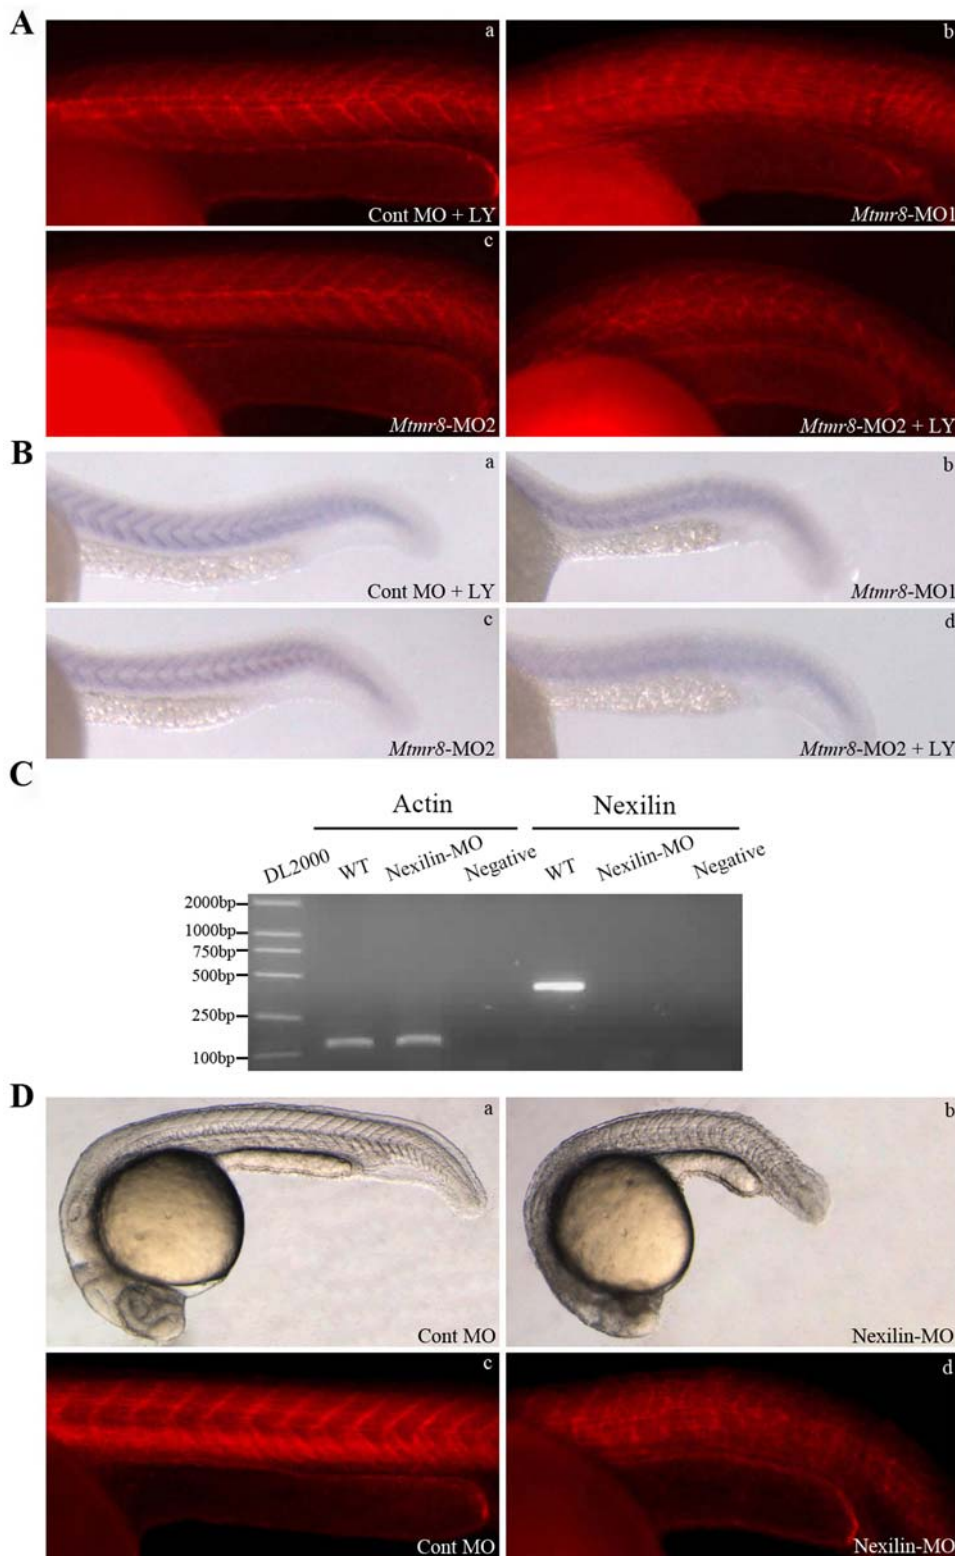 A
a
b
Cont MO + LY
Mtmr8-MO1
c
Mtmr8-MO2
Mtmr8-MO2 + LY
B
a
b
Cont MO + LY
Mtmr8-MO1
c
d
Mtmr8-MO2
Mtmr8-MO2 + LY
C
Actin
Nexilin
DL2000
WT
Nexilin-MO
Negative
WT
Nexilin-MO
Negative
2000bp
1000bp
750bp
500bp
250bp
100bp
D
a
b
Cont MO
Nexilin-MO
c
d
Cont MO
Nexilin-MO